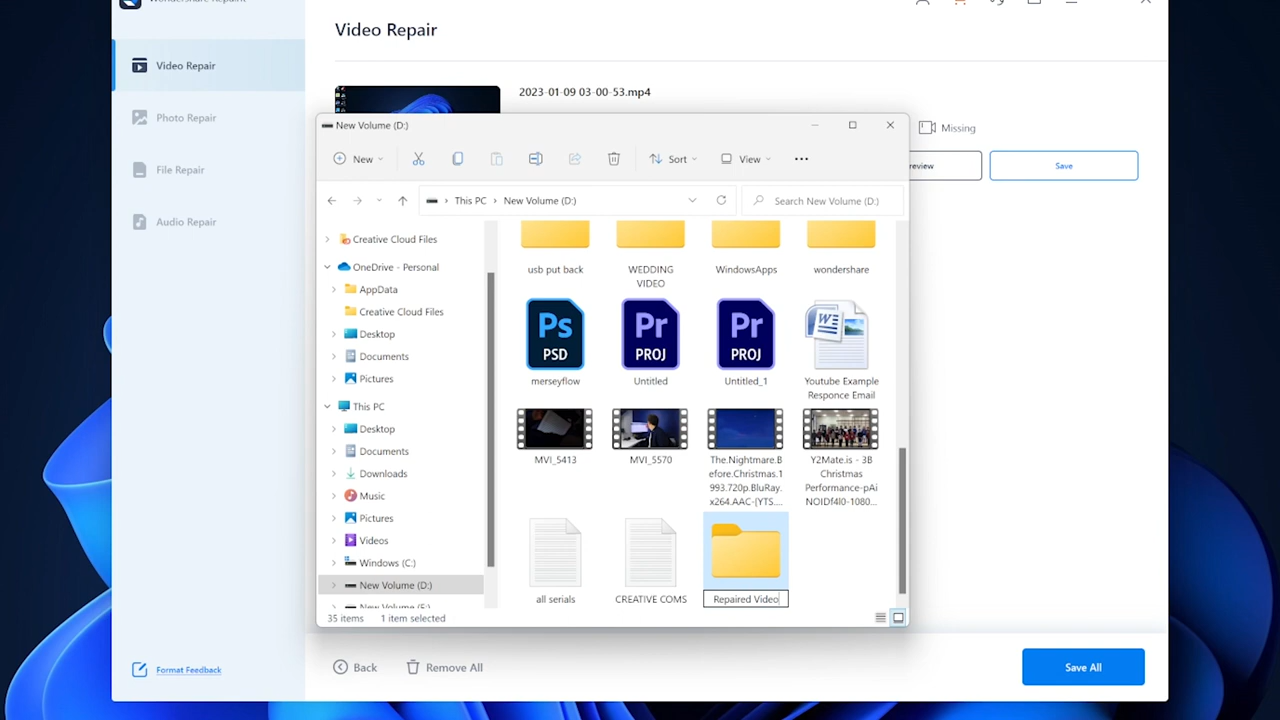 Wondershare Repairit
Video Repair
Video Repair
Photo Repair
File Repair
Audio Repair
Format Feedback
2023-01-09 03-00-53.mp4
Missing
review
Save
New Volume (D:)
New
Sort
View
This PC
New Volume (D:)
Search New Volume (D:)
Creative Cloud Files
OneDrive - Personal
AppData
Creative Cloud Files
Desktop
Documents
Pictures
This PC
Desktop
Documents
Downloads
Music
Pictures
Videos
Windows (C:)
New Volume (D:)
usb put back
WEDDING
VIDEO
WindowsApps
wondershare
Ps
PSD
Pr
PROJ
Pr
PROJ
W
merseyflow
Untitled
Untitled_1
Youtube Example
Responce Email
MVI_5413
MVI_5570
The.Nightmare.B
efore.Christmas.1
993.720p.BluRay.
x264.AAC-[YTS....
Y2Mate.is - 3B
Christmas
Performance-pAi
NOIDf4I0-1080...
all serials
CREATIVE COMS
Repaired Video
35 items
1 item selected
Back
Remove All
Save All